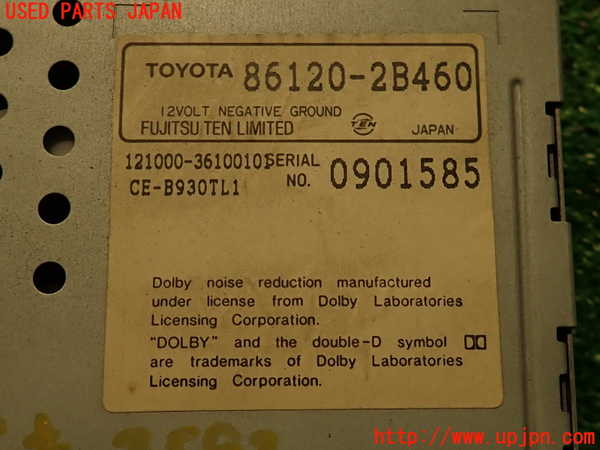 USED PARTS JAPAN
TOYOTA 86120-2B460
12VOLT NEGATIVE GROUND
FUJITSU TEN LIMITED TEN JAPAN
121000-36100101 SERIAL
CE-B930TL1 NO. 0901585
Dolby noise reduction manufactured
under license from Dolby Laboratories
Licensing Corporation.
"DOLBY" and the double-D symbol
are trademarks of Dolby Laboratories
Licensing Corporation.
http://www.upjpn.com/